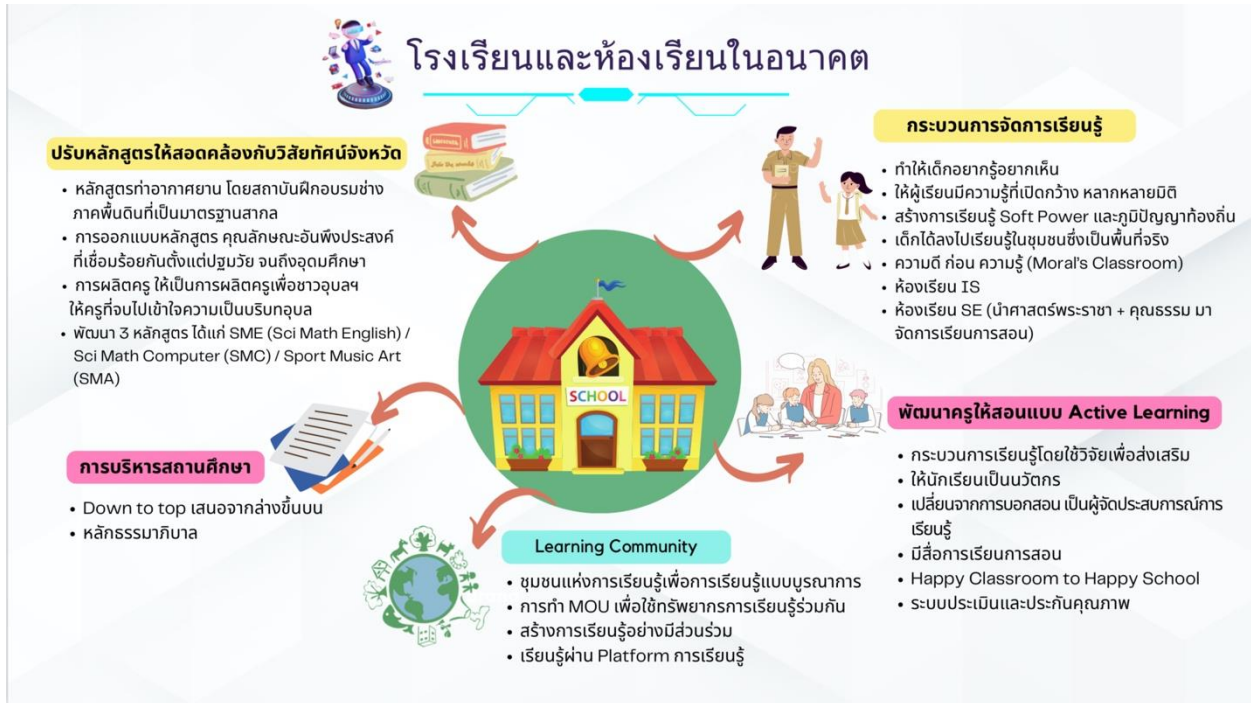 โรงเรียนและห้องเรียนในอนาคต
ปรับหลักสูตรให้สอดคล้องกับวิสัยทัศน์จังหวัด
• หลักสูตรท่าอากาศยาน โดยสถาบันฝึกอบรมช่าง
ภาคพื้นดินที่เป็นมาตรฐานสากล
• การออกแบบหลักสูตร คุณลักษณะอันพึงประสงค์
ที่เชื่อมร้อยกันตั้งแต่ปฐมวัย จนถึงอุดมศึกษา
• การผลิตครู ให้เป็นการผลิตครูเพื่อชาวอุบลฯ
ให้ครูที่จบไปเข้าใจความเป็นบริบทอุบล
• พัฒนา 3 หลักสูตร ได้แก่ SME (Sci Math English) /
Sci Math Computer (SMC) / Sport Music Art
(SMA)
กระบวนการจัดการเรียนรู้
• ทำให้เด็กอยากรู้อยากเห็น
• ให้ผู้เรียนมีความรู้ที่เปิดกว้าง หลากหลายมิติ
• สร้างการเรียนรู้ Soft Power และภูมิปัญญาท้องถิ่น
• เด็กได้ลงไปเรียนรู้ในชุมชนซึ่งเป็นพื้นที่จริง
• ความดี ก่อน ความรู้ (Moral's Classroom)
• ห้องเรียน IS
• ห้องเรียน SE (นำศาสตร์พระราชา + คุณธรรม มา
จัดการเรียนการสอน)
SCHOOL
การบริหารสถานศึกษา
• Down to top เสนอจากล่างขึ้นบน
• หลักธรรมาภิบาล
พัฒนาครูให้สอนแบบ Active Learning
• กระบวนการเรียนรู้โดยใช้วิจัยเพื่อส่งเสริม
• ให้นักเรียนเป็นนวัตกร
• เปลี่ยนจากการบอกสอน เป็นผู้จัดประสบการณ์การ
เรียนรู้
• มีสื่อการเรียนการสอน
• Happy Classroom to Happy School
• ระบบประเมินและประกันคุณภาพ
Learning Community
• ชุมชนแห่งการเรียนรู้เพื่อการเรียนรู้แบบบูรณาการ
• การทำ MOU เพื่อใช้ทรัพยากรการเรียนรู้ร่วมกัน
• สร้างการเรียนรู้อย่างมีส่วนร่วม
• เรียนรู้ผ่าน Platform การเรียนรู้